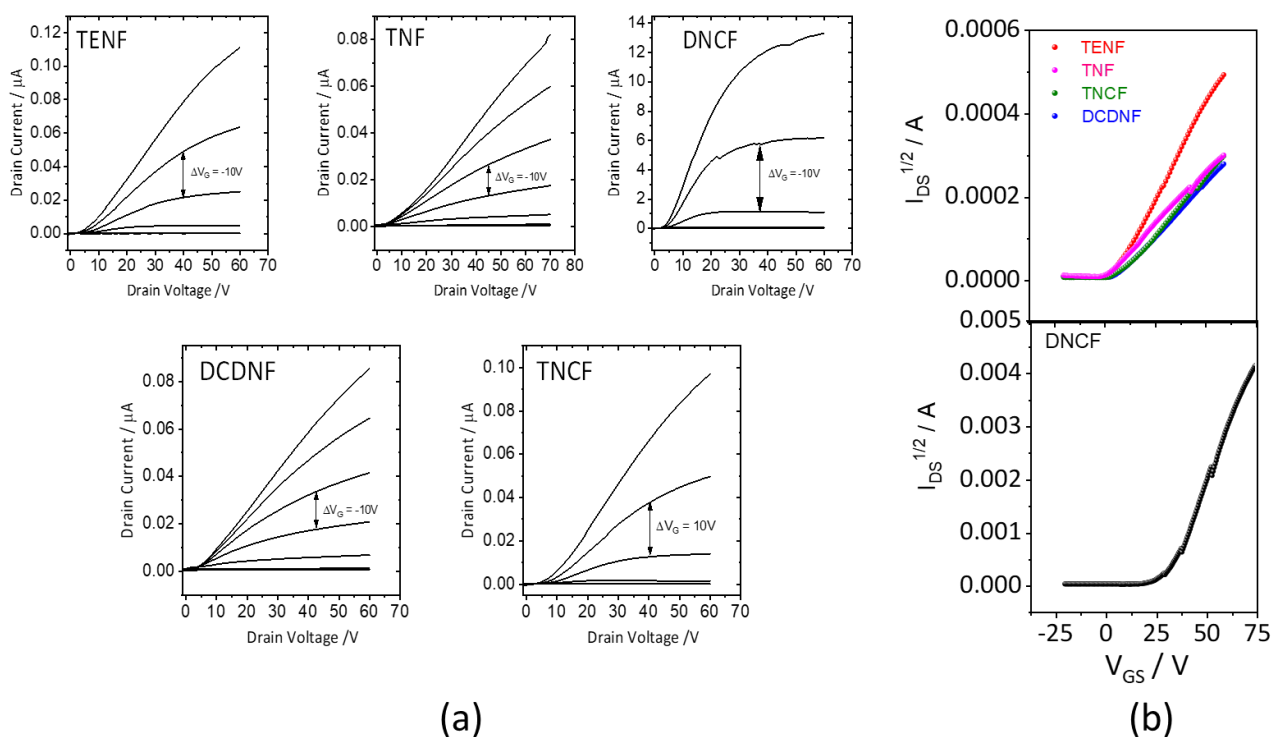 TENF
0.12
0.10
0.08
0.06
0.04
0.02
0.00
Drain Current / μA
ΔV_G = -10V
0 10 20 30 40 50 60 70
Drain Voltage /V
TNF
0.08
0.06
0.04
0.02
0.00
Drain Current / μA
ΔV_G = -10V
0 10 20 30 40 50 60 70
Drain Voltage /V
DNCF
14
12
10
8
6
4
2
0
Drain Current / μA
ΔV_G = -10V
0 10 20 30 40 50 60 70
Drain Voltage /V
DCDNF
0.08
0.06
0.04
0.02
0.00
Drain Current / μA
ΔV_G = -10V
0 10 20 30 40 50 60 70
Drain Voltage /V
TNCF
0.10
0.08
0.06
0.04
0.02
0.00
Drain Current / μA
ΔV_G = 10V
0 10 20 30 40 50 60 70
Drain Voltage /V
(a)
0.0006
0.0004
0.0002
0.0000
I_DS^1/2 / A
TENF
TNF
TNCF
DCDNF
0.005
0.004
0.003
0.002
0.001
0.000
I_DS^1/2 / A
DNCF
-25 0 25 50 75
V_GS / V
(b)